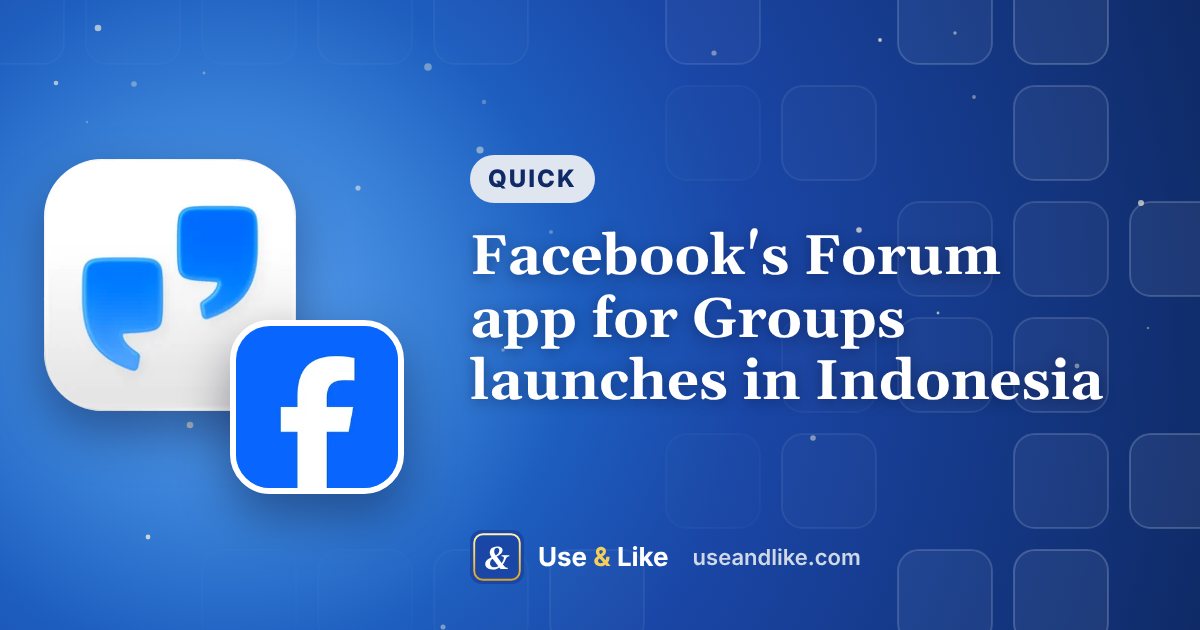 QUICK
Facebook's Forum
app for Groups
launches in Indonesia
& Use & Like useandlike.com